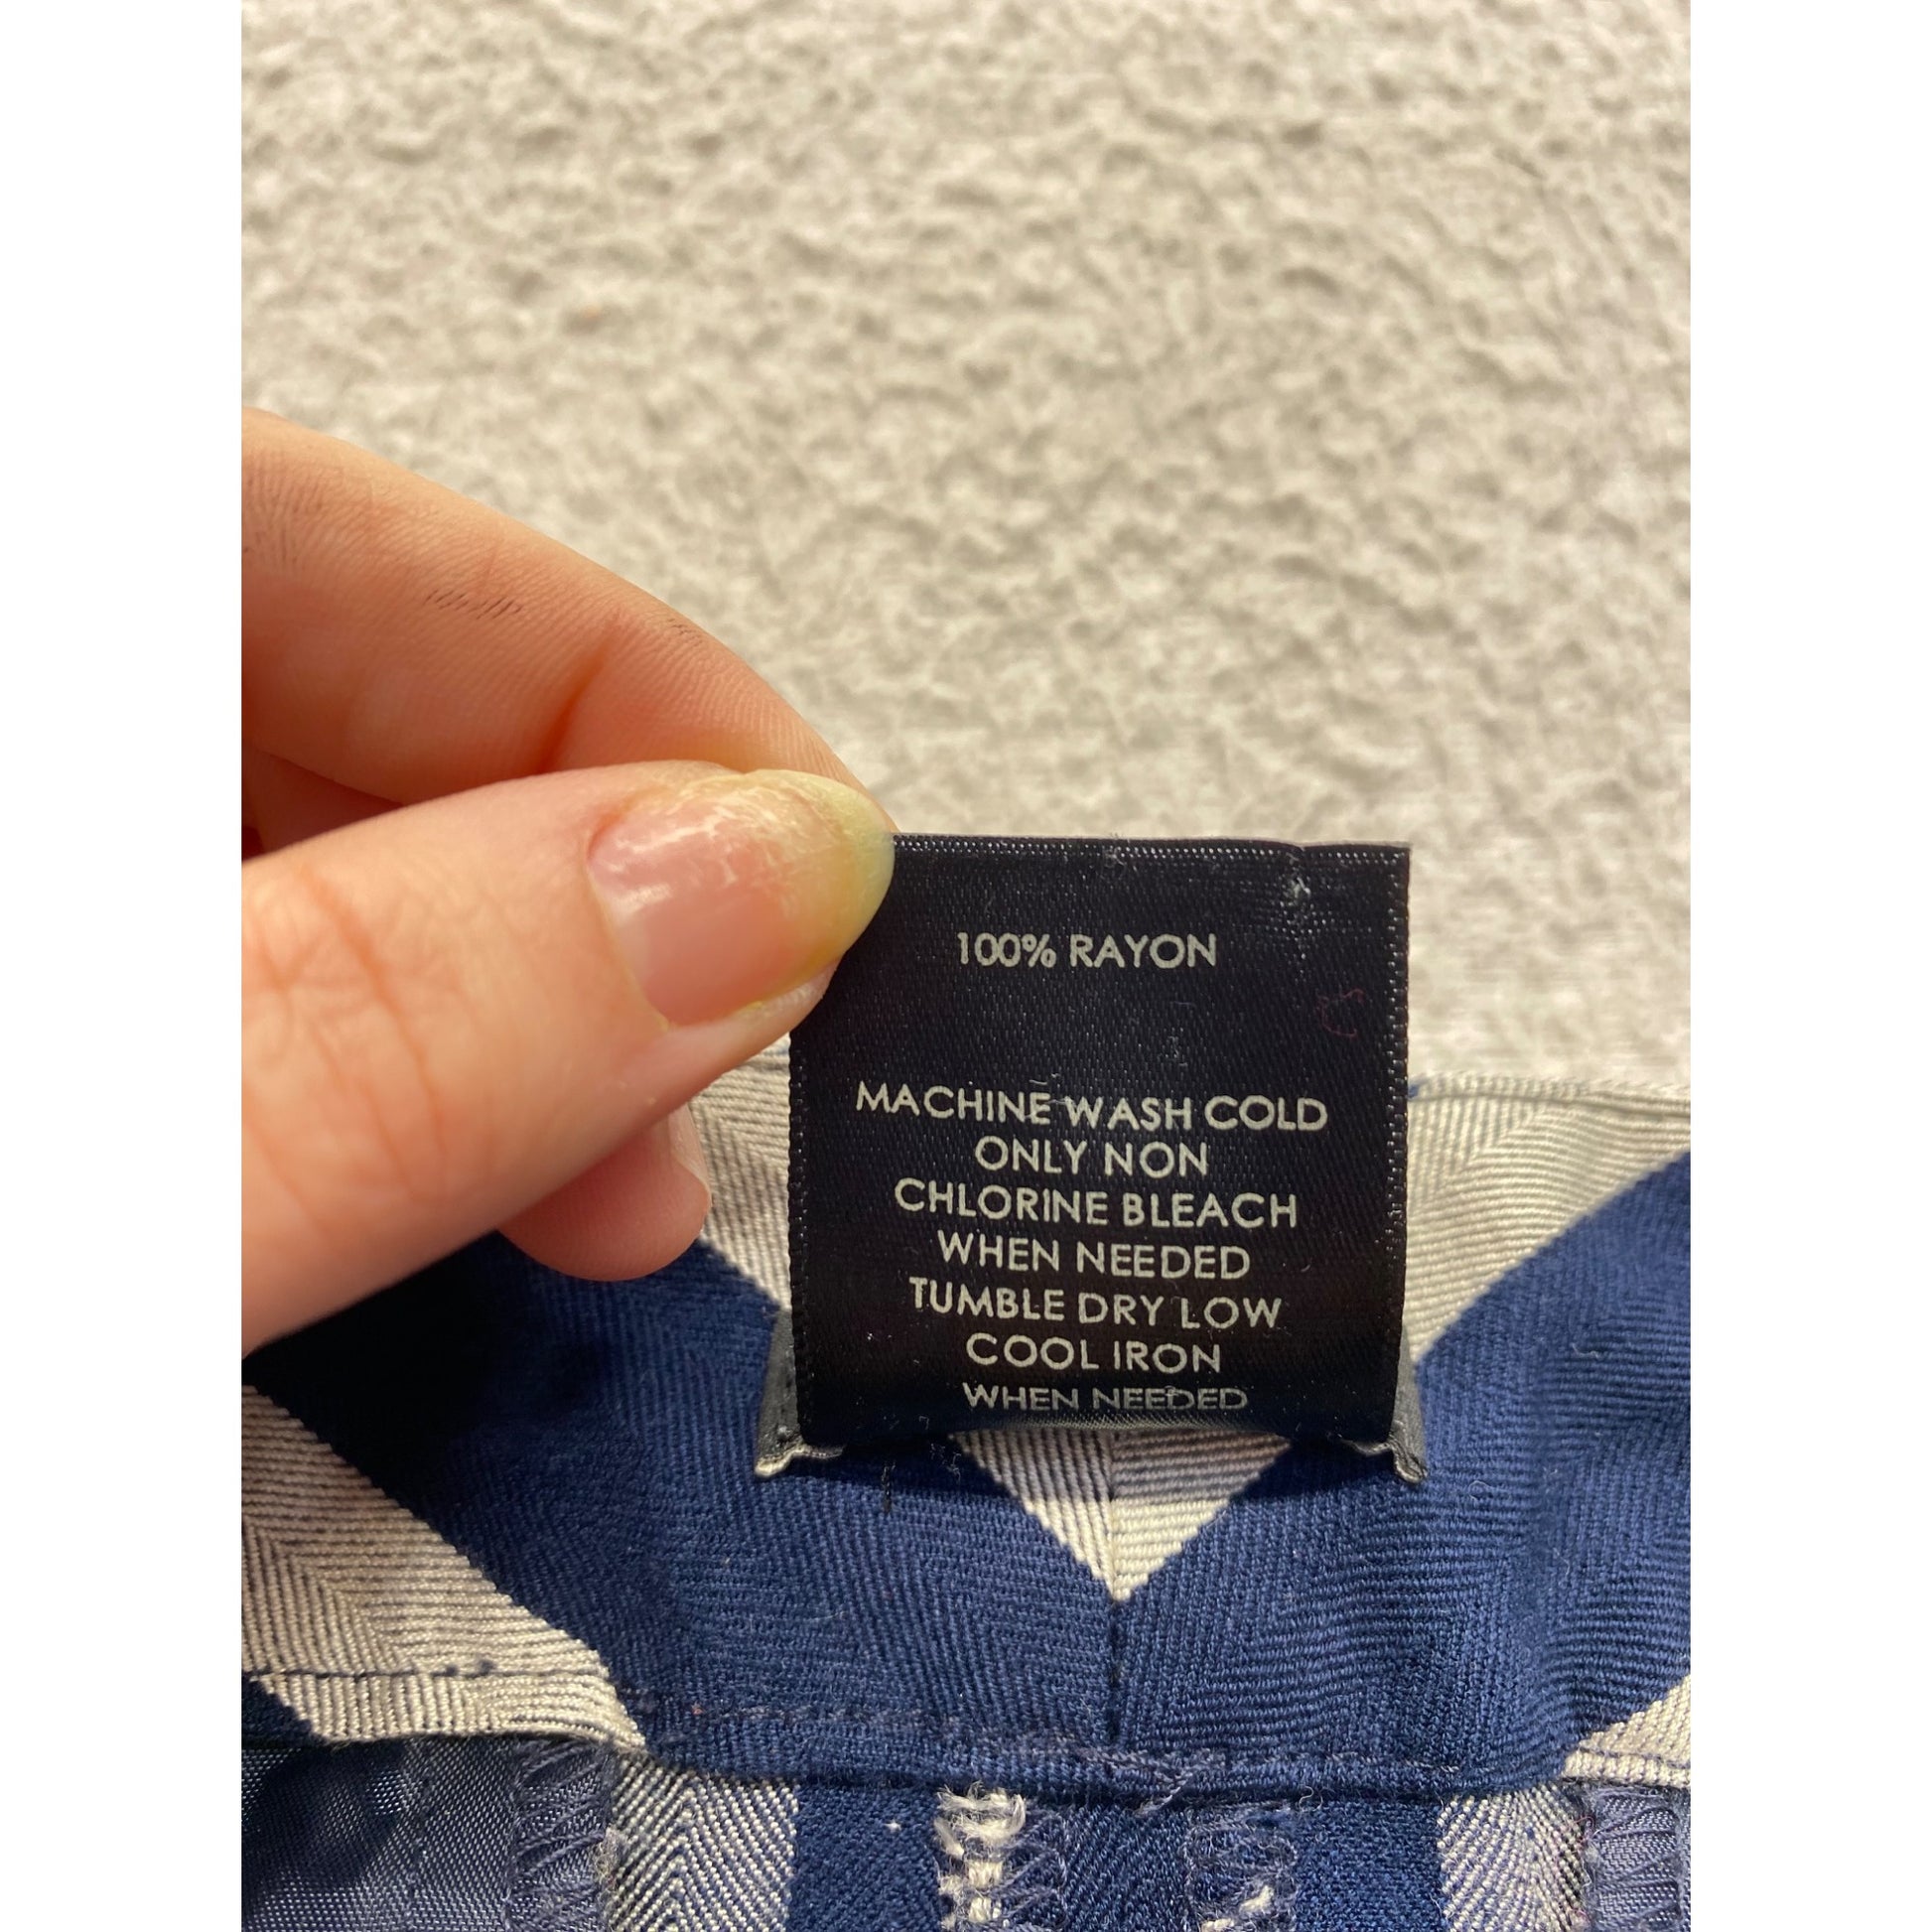 100% RAYON
MACHINE WASH COLD
ONLY NON
CHLORINE BLEACH
WHEN NEEDED
TUMBLE DRY LOW
COOL IRON
WHEN NEEDED